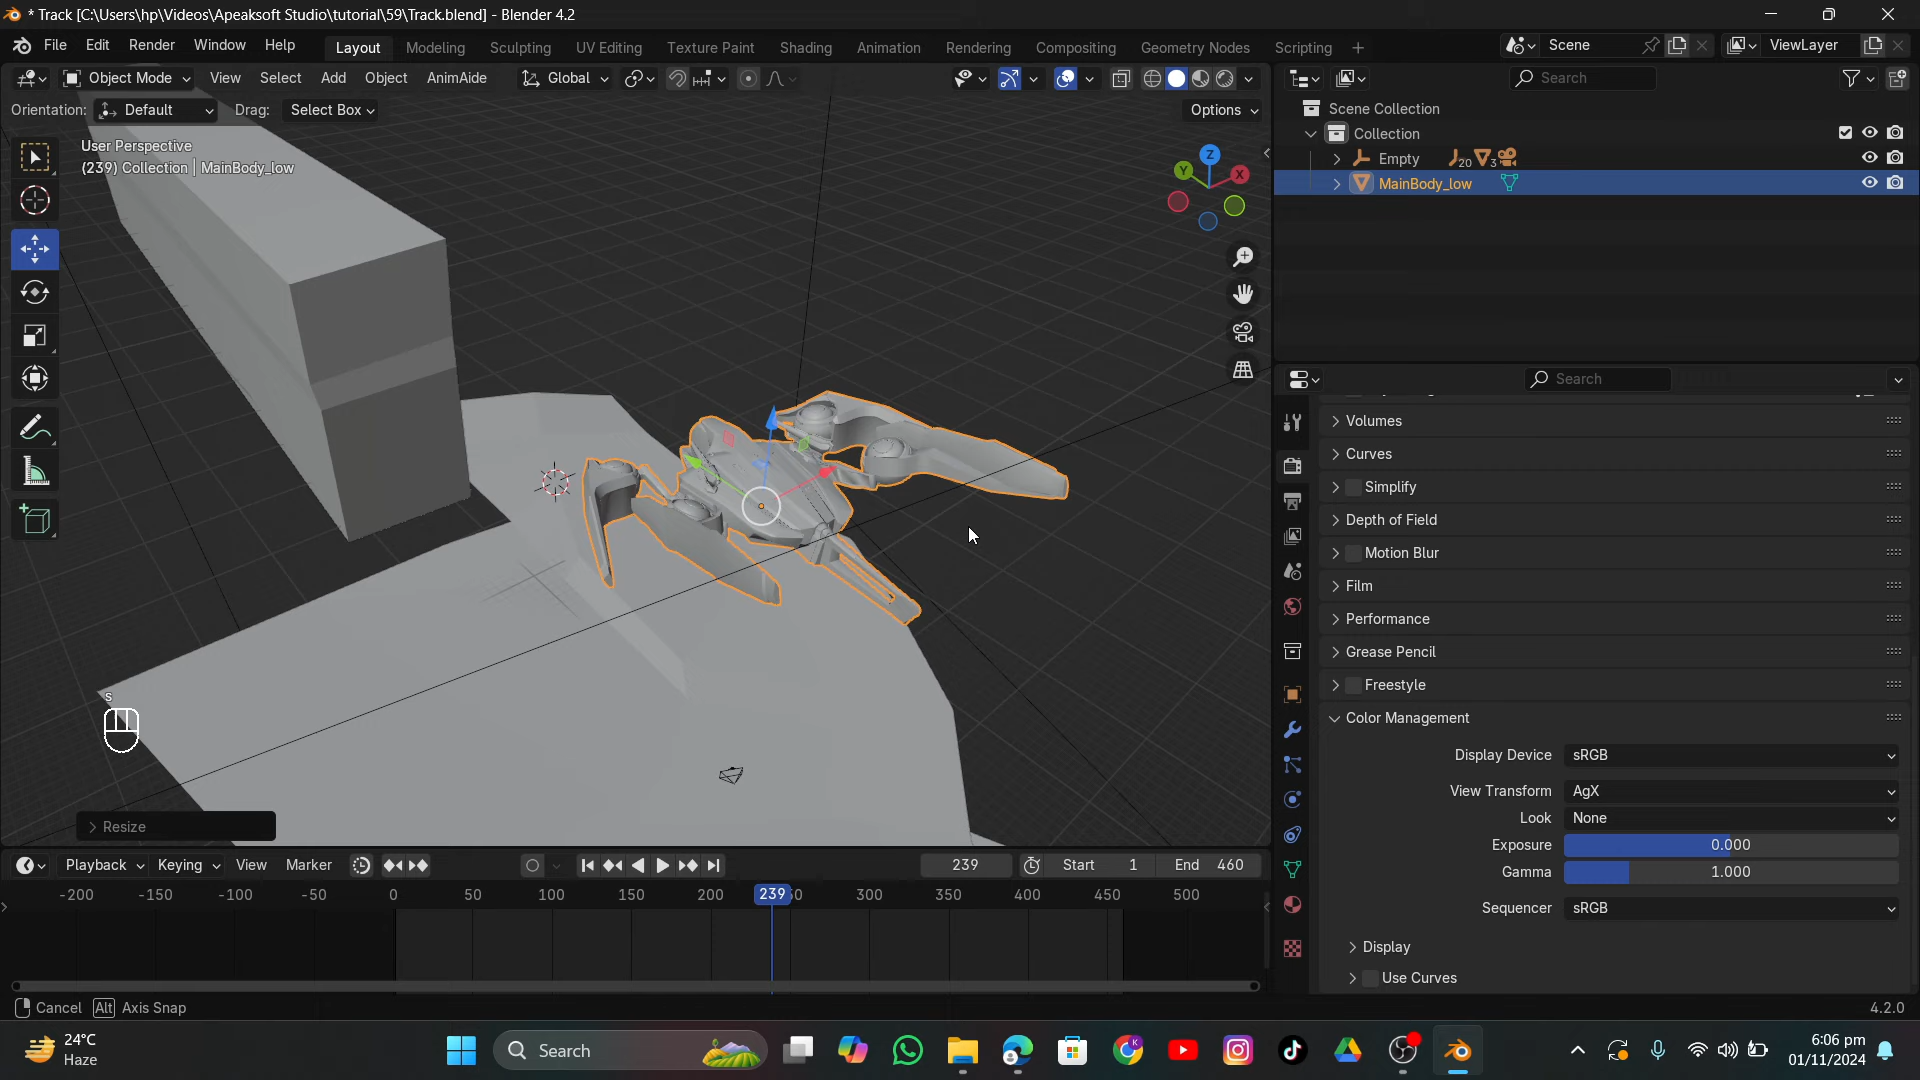 * Track [C:\Users\hp\Videos\Apeaksoft Studio\tutorial\59\Track.blend] - Blender 4.2
File Edit Render Window Help Layout Modeling Sculpting UV Editing Texture Paint Shading Animation Rendering Compositing Geometry Nodes Scripting + Scene ViewLayer
Object Mode View Select Add Object AnimAide Global Search
Orientation: Default Drag: Select Box Options
User Perspective
(239) Collection | MainBody_low
Z
Y
X
Scene Collection
Collection
Empty 20 3
MainBody_low
Search
Volumes
Curves
Simplify
Depth of Field
Motion Blur
Film
Performance
Grease Pencil
Freestyle
Color Management
Display Device sRGB
View Transform AgX
Look None
Exposure 0.000
Gamma 1.000
Sequencer sRGB
Display
Use Curves
s
Resize
Playback Keying View Marker 239 Start 1 End 460
-200 -150 -100 -50 0 50 100 150 200 239 300 350 400 450 500
Cancel Alt Axis Snap 4.2.0
24°C
Haze
Search
6:06 pm
01/11/2024